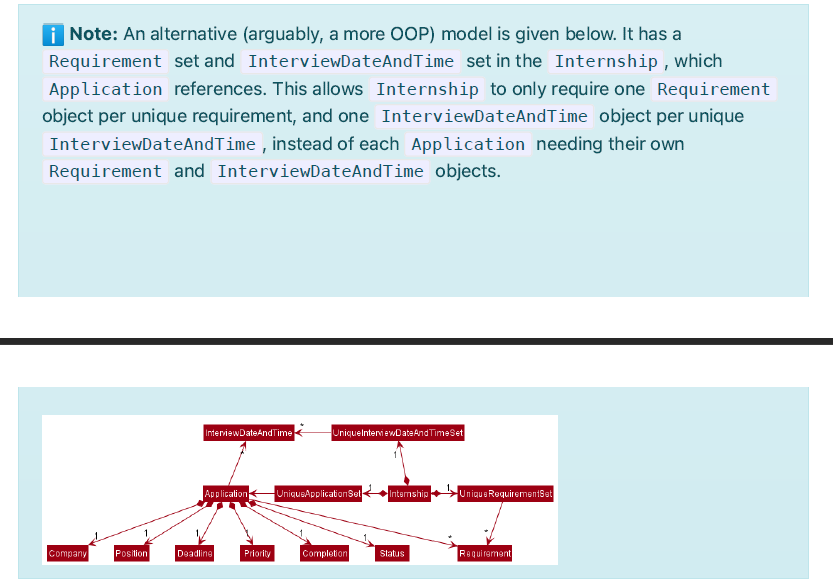 Note: An alternative (arguably, a more OOP) model is given below. It has a
Requirement set and InterviewDateAndTime set in the Internship, which
Application references. This allows Internship to only require one Requirement
object per unique requirement, and one InterviewDateAndTime object per unique
InterviewDateAndTime, instead of each Application needing their own
Requirement and InterviewDateAndTime objects.
InterviewDateAndTime * UniqueInterviewDateAndTimeSet
* 1
Application UniqueApplicationSet 1 Internship 1 UniqueRequirementSet
1 1 1 1 1 1 * *
Company Position Deadline Priority Completion Status Requirement